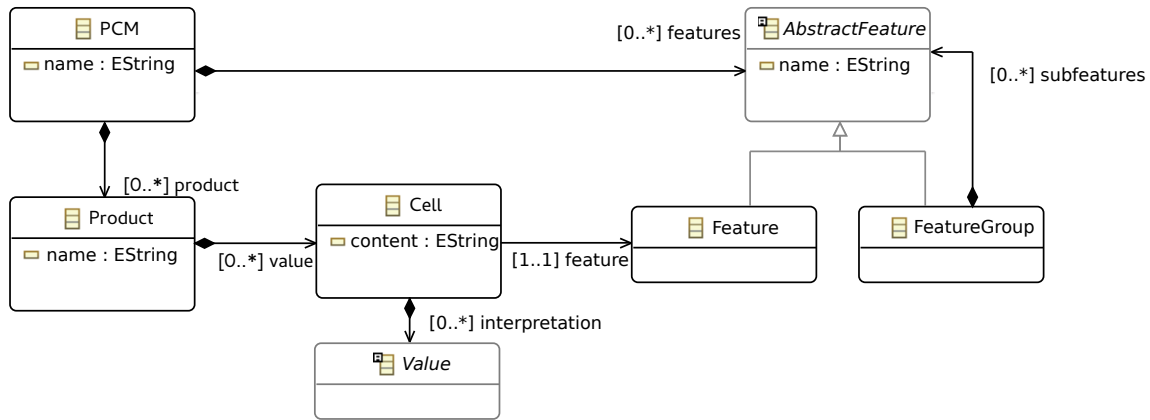 PCM
name : EString
[0..*] features
AbstractFeature
name : EString
[0..*] subfeatures
[0..*] product
Product
name : EString
[0..*] value
Cell
content : EString
[1..1] feature
Feature
FeatureGroup
[0..*] interpretation
Value